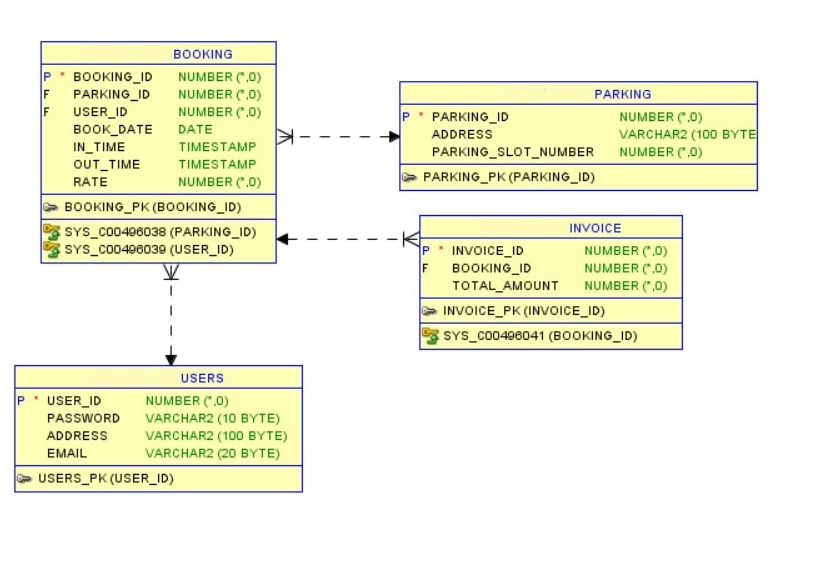 BOOKING
P * BOOKING_ID NUMBER (*,0)
F PARKING_ID NUMBER (*,0)
F USER_ID NUMBER (*,0)
BOOK_DATE DATE
IN_TIME TIMESTAMP
OUT_TIME TIMESTAMP
RATE NUMBER (*,0)
BOOKING_PK (BOOKING_ID)
SYS_C00496038 (PARKING_ID)
SYS_C00496039 (USER_ID)
PARKING
P * PARKING_ID NUMBER (*,0)
ADDRESS VARCHAR2 (100 BYTE
PARKING_SLOT_NUMBER NUMBER (*,0)
PARKING_PK (PARKING_ID)
INVOICE
P * INVOICE_ID NUMBER (*,0)
F BOOKING_ID NUMBER (*,0)
TOTAL_AMOUNT NUMBER (*,0)
INVOICE_PK (INVOICE_ID)
SYS_C00496041 (BOOKING_ID)
USERS
P * USER_ID NUMBER (*,0)
PASSWORD VARCHAR2 (10 BYTE)
ADDRESS VARCHAR2 (100 BYTE)
EMAIL VARCHAR2 (20 BYTE)
USERS_PK (USER_ID)